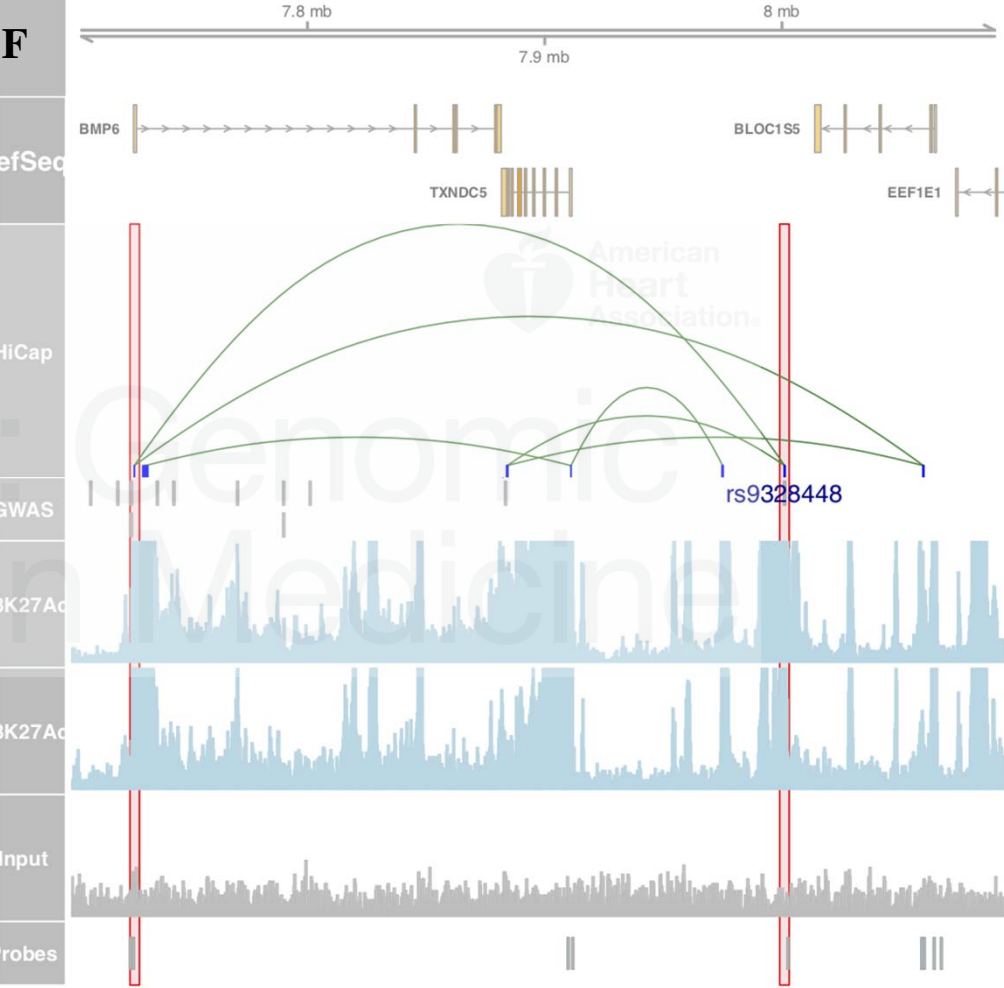 F
7.8 mb
8 mb
7.9 mb
BMP6
BLOC1S5
efSeq
TXNDC5
EEF1E1
American
Heart
Association®
HiCap
: Genomic
GWAS
rs9328448
n Medicine
3K27Ac
3K27Ac
Input
robes